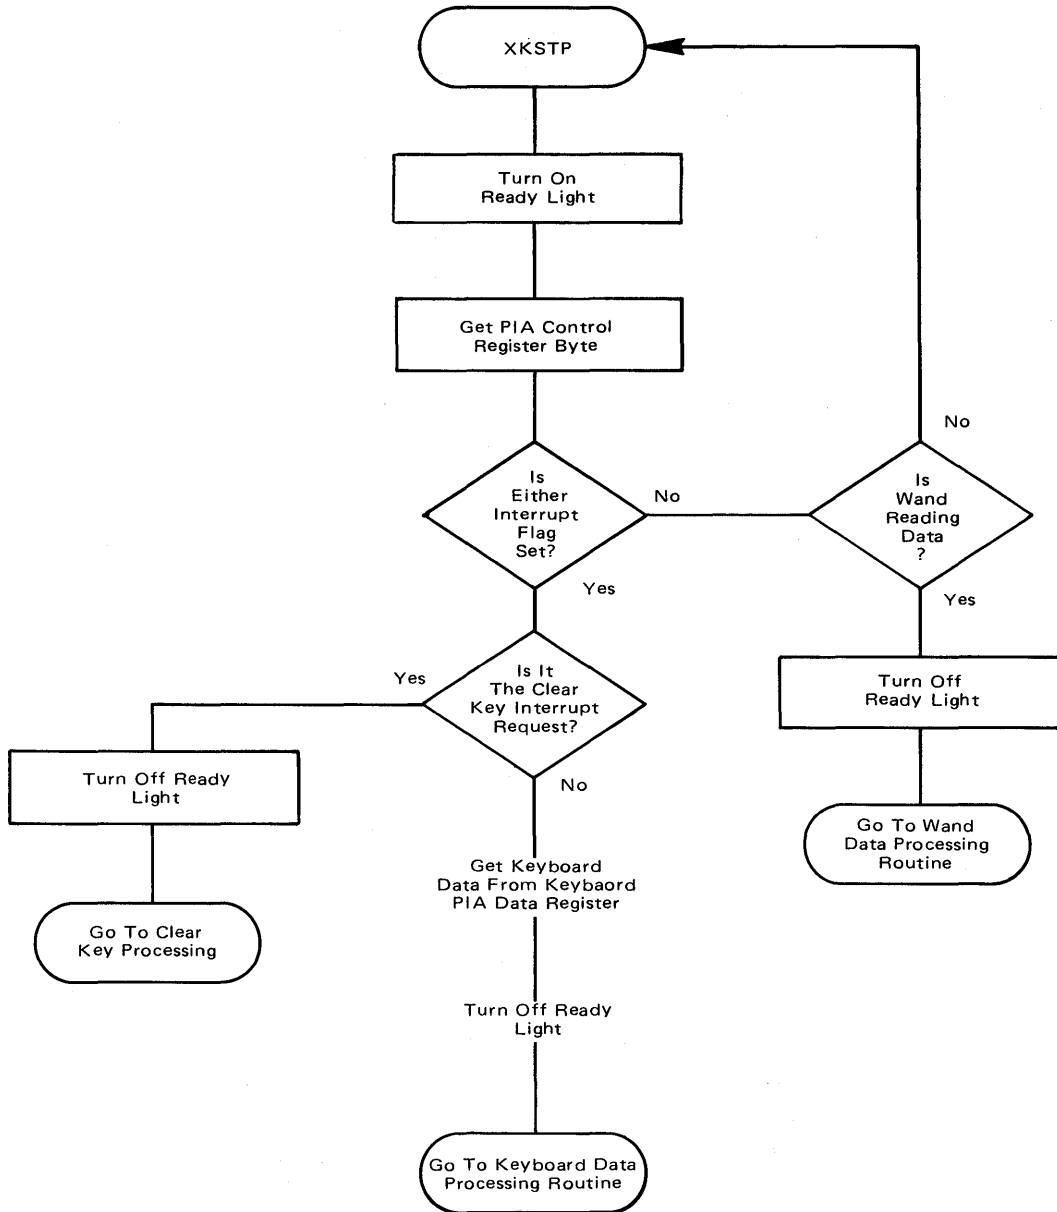 XKSTP
Turn On
Ready Light
Get PIA Control
Register Byte
Is
Either
Interrupt
Flag
Set?
No
Yes
Is
Wand
Reading
Data
?
No
Yes
Turn Off
Ready Light
Go To Wand
Data Processing
Routine
Is It
The Clear
Key Interrupt
Request?
Yes
No
Turn Off Ready
Light
Go To Clear
Key Processing
Get Keyboard
Data From Keybaord
PIA Data Register
Turn Off Ready
Light
Go To Keyboard Data
Processing Routine